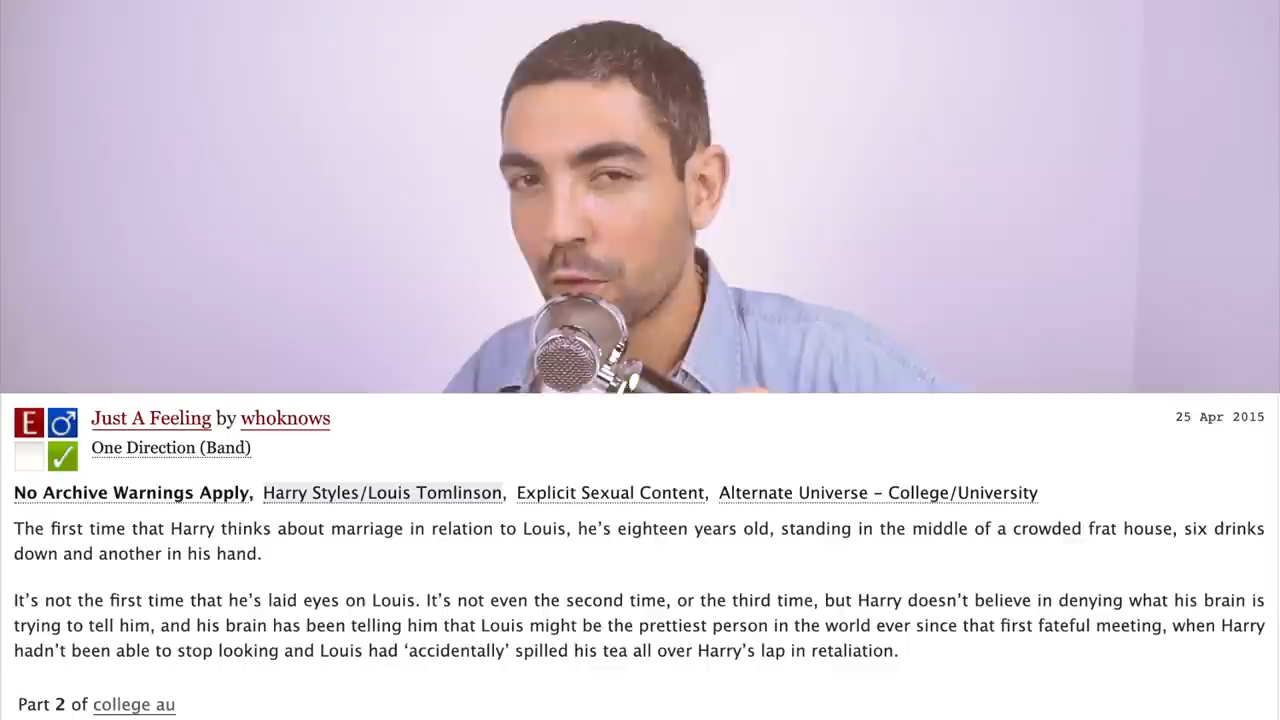 E
Just A Feeling by whoknows
25 Apr 2015
One Direction (Band)
No Archive Warnings Apply, Harry Styles/Louis Tomlinson, Explicit Sexual Content, Alternate Universe – College/University
The first time that Harry thinks about marriage in relation to Louis, he’s eighteen years old, standing in the middle of a crowded frat house, six drinks
down and another in his hand.
It’s not the first time that he’s laid eyes on Louis. It’s not even the second time, or the third time, but Harry doesn’t believe in denying what his brain is
trying to tell him, and his brain has been telling him that Louis might be the prettiest person in the world ever since that first fateful meeting, when Harry
hadn’t been able to stop looking and Louis had ‘accidentally’ spilled his tea all over Harry’s lap in retaliation.
Part 2 of college au